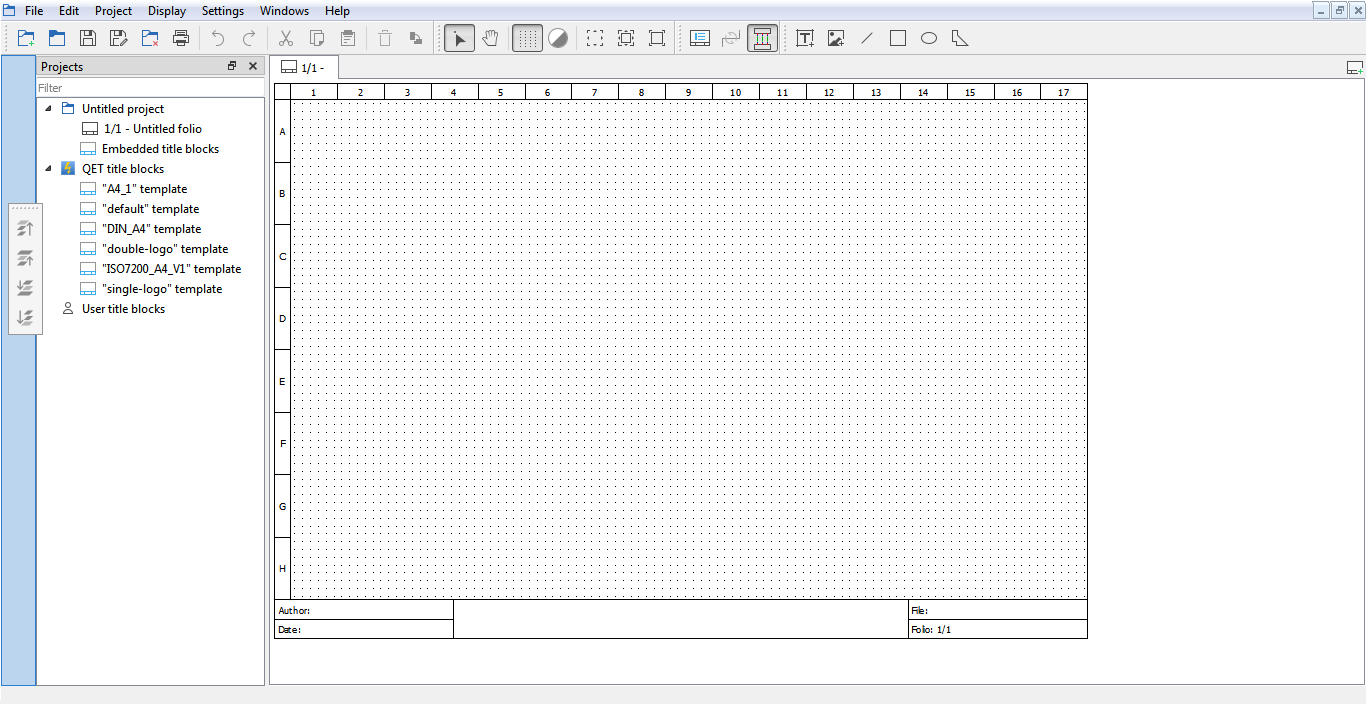 File Edit Project Display Settings Windows Help
Projects
1/1 -
Filter
Untitled project
1/1 - Untitled folio
Embedded title blocks
QET title blocks
"A4_1" template
"default" template
"DIN_A4" template
"double-logo" template
"ISO7200_A4_V1" template
"single-logo" template
User title blocks
1 2 3 4 5 6 7 8 9 10 11 12 13 14 15 16 17
A
B
C
D
E
F
G
H
Author:
File:
Date:
Folio: 1/1